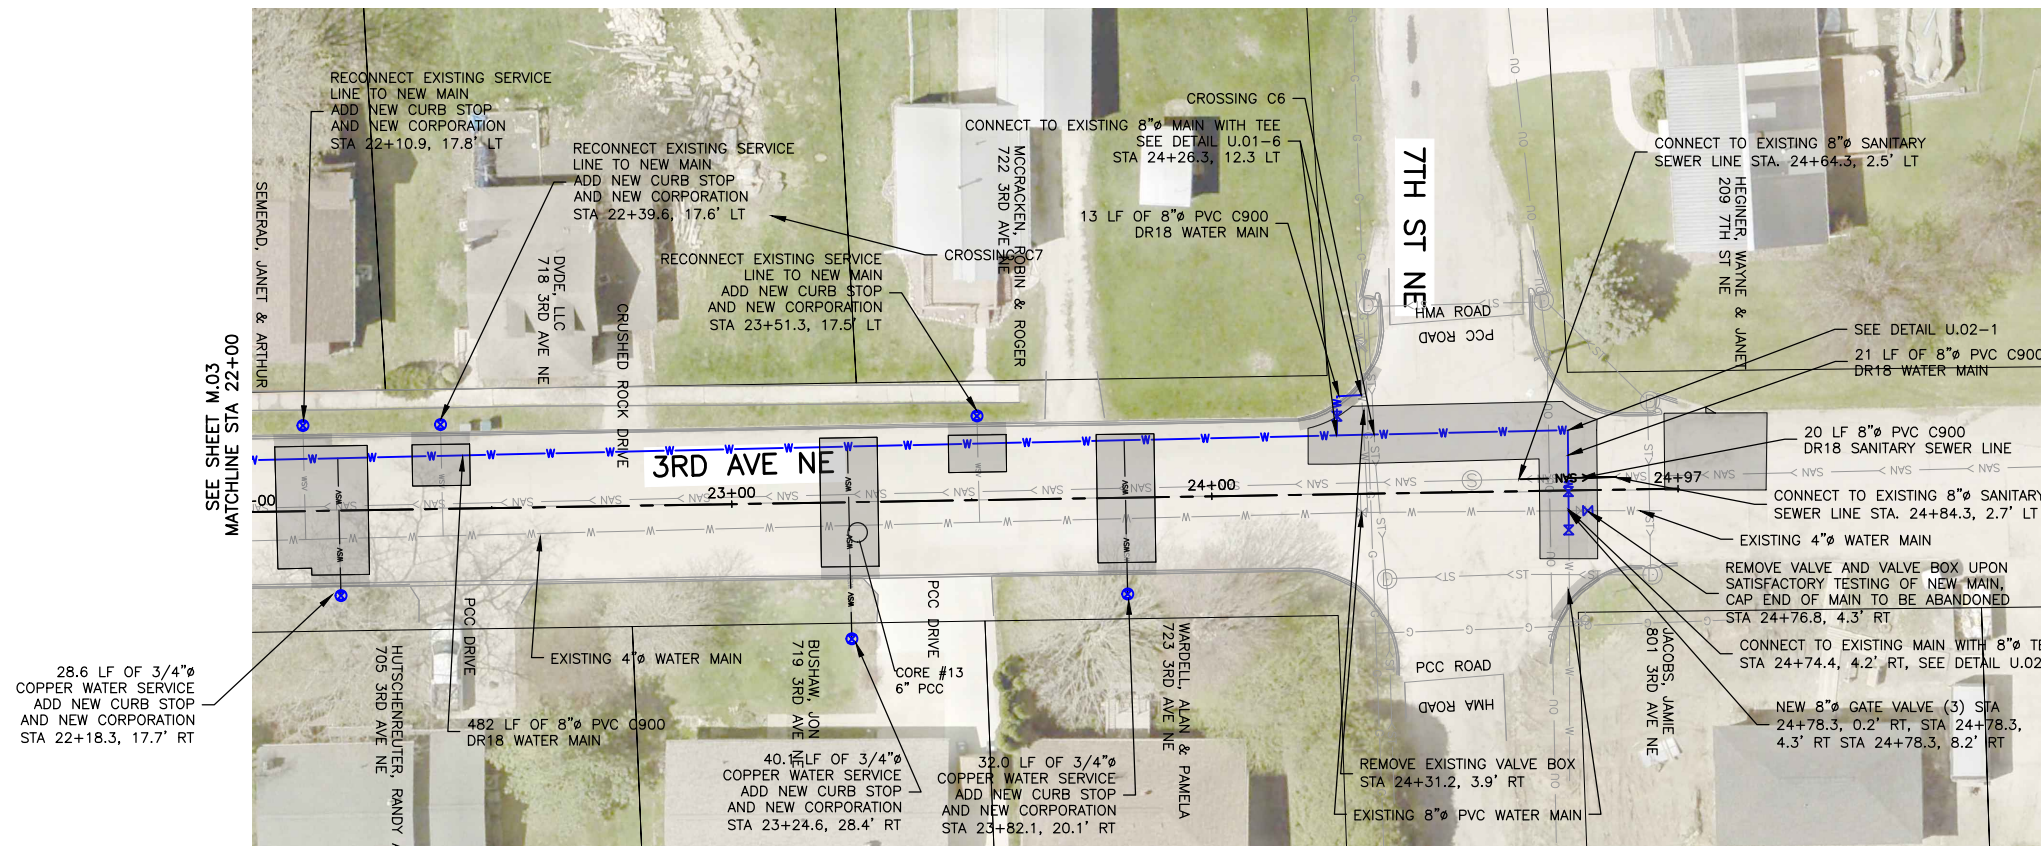 RECONNECT EXISTING SERVICE
LINE TO NEW MAIN
ADD NEW CURB STOP
AND NEW CORPORATION
STA 22+10.9, 17.8' LT
RECONNECT EXISTING SERVICE
LINE TO NEW MAIN
ADD NEW CURB STOP
AND NEW CORPORATION
STA 22+39.6, 17.6' LT
CROSSING C7
RECONNECT EXISTING SERVICE
LINE TO NEW MAIN
ADD NEW CURB STOP
AND NEW CORPORATION
STA 23+51.3, 17.5' LT
CROSSING C6
CONNECT TO EXISTING 8"ø MAIN WITH TEE
SEE DETAIL U.01-6
STA 24+26.3, 12.3 LT
13 LF OF 8"ø PVC C900
DR18 WATER MAIN
7TH ST NE
CONNECT TO EXISTING 8"ø SANITARY
SEWER LINE STA. 24+64.3, 2.5' LT
SEMERAD, JANET & ARTHUR
DVDE, LLC
718 3RD AVE NE
CRUSHED ROCK DRIVE
MCCRACKEN, ROBIN & ROGER
722 3RD AVE NE
HEGINER, WAYNE & JANET
209 7TH ST NE
HMA ROAD
PCC ROAD
SEE DETAIL U.02-1
21 LF OF 8"ø PVC C900
DR18 WATER MAIN
20 LF 8"ø PVC C900
DR18 SANITARY SEWER LINE
SEE SHEET M.03
MATCHLINE STA 22+00
3RD AVE NE
-00
23+00
24+00
24+97
SAN
CONNECT TO EXISTING 8"ø SANITARY
SEWER LINE STA. 24+84.3, 2.7' LT
EXISTING 4"ø WATER MAIN
REMOVE VALVE AND VALVE BOX UPON
SATISFACTORY TESTING OF NEW MAIN,
CAP END OF MAIN TO BE ABANDONED
STA 24+76.8, 4.3' RT
CONNECT TO EXISTING MAIN WITH 8"ø TE
STA 24+74.4, 4.2' RT, SEE DETAIL U.02
NEW 8"ø GATE VALVE (3) STA
24+78.3, 0.2' RT, STA 24+78.3,
4.3' RT STA 24+78.3, 8.2' RT
28.6 LF OF 3/4"ø
COPPER WATER SERVICE
ADD NEW CURB STOP
AND NEW CORPORATION
STA 22+18.3, 17.7' RT
HUTSCHENREUTER, RANDY
705 3RD AVE NE
PCC DRIVE
EXISTING 4"ø WATER MAIN
482 LF OF 8"ø PVC C900
DR18 WATER MAIN
BUSHAW, JON
719 3RD AVE NE
PCC DRIVE
CORE #13
6" PCC
40.1 LF OF 3/4"ø
COPPER WATER SERVICE
ADD NEW CURB STOP
AND NEW CORPORATION
STA 23+24.6, 28.4' RT
32.0 LF OF 3/4"ø
COPPER WATER SERVICE
ADD NEW CURB STOP
AND NEW CORPORATION
STA 23+82.1, 20.1' RT
WARDELL, ALAN & PAMELA
723 3RD AVE NE
PCC ROAD
HMA ROAD
JACOBS, JAMIE
801 3RD AVE NE
REMOVE EXISTING VALVE BOX
STA 24+31.2, 3.9' RT
EXISTING 8"ø PVC WATER MAIN